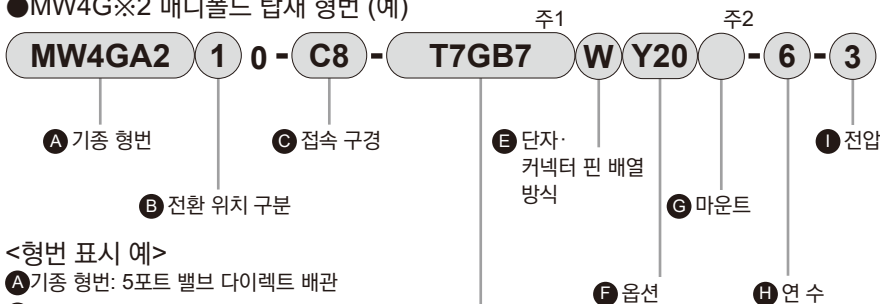 ●MW4G※2 매니폴드 탑재 형번 (예)
주1 주2
MW4GA2 1 0 - C8 - T7GB7 W Y20 - 6 - 3
A 기종 형번
C 접속 구경
E 단자·
커넥터 핀 배열
방식
I 전압
B 전환 위치 구분
G 마운트
<형번 표시 예>
A기종 형번: 5포트 밸브 다이렉트 배관
F 옵션
H 연 수